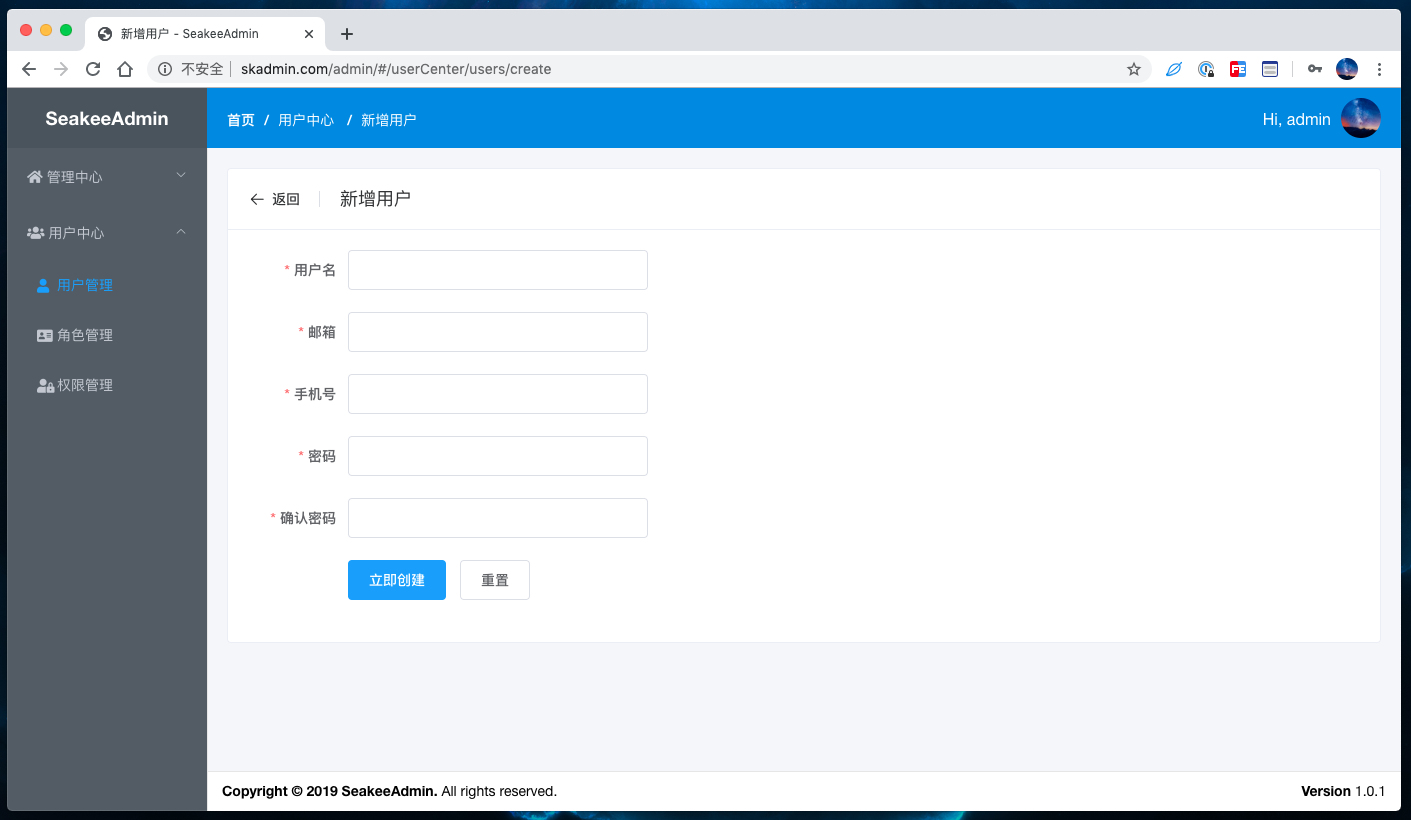 新增用户 - SeakeeAdmin
不安全 skadmin.com/admin/#/userCenter/users/create
SeakeeAdmin
首页 / 用户中心 / 新增用户
Hi, admin
管理中心
用户中心
用户管理
角色管理
权限管理
返回 新增用户
* 用户名
* 邮箱
* 手机号
* 密码
* 确认密码
立即创建 重置
Copyright © 2019 SeakeeAdmin. All rights reserved.
Version 1.0.1